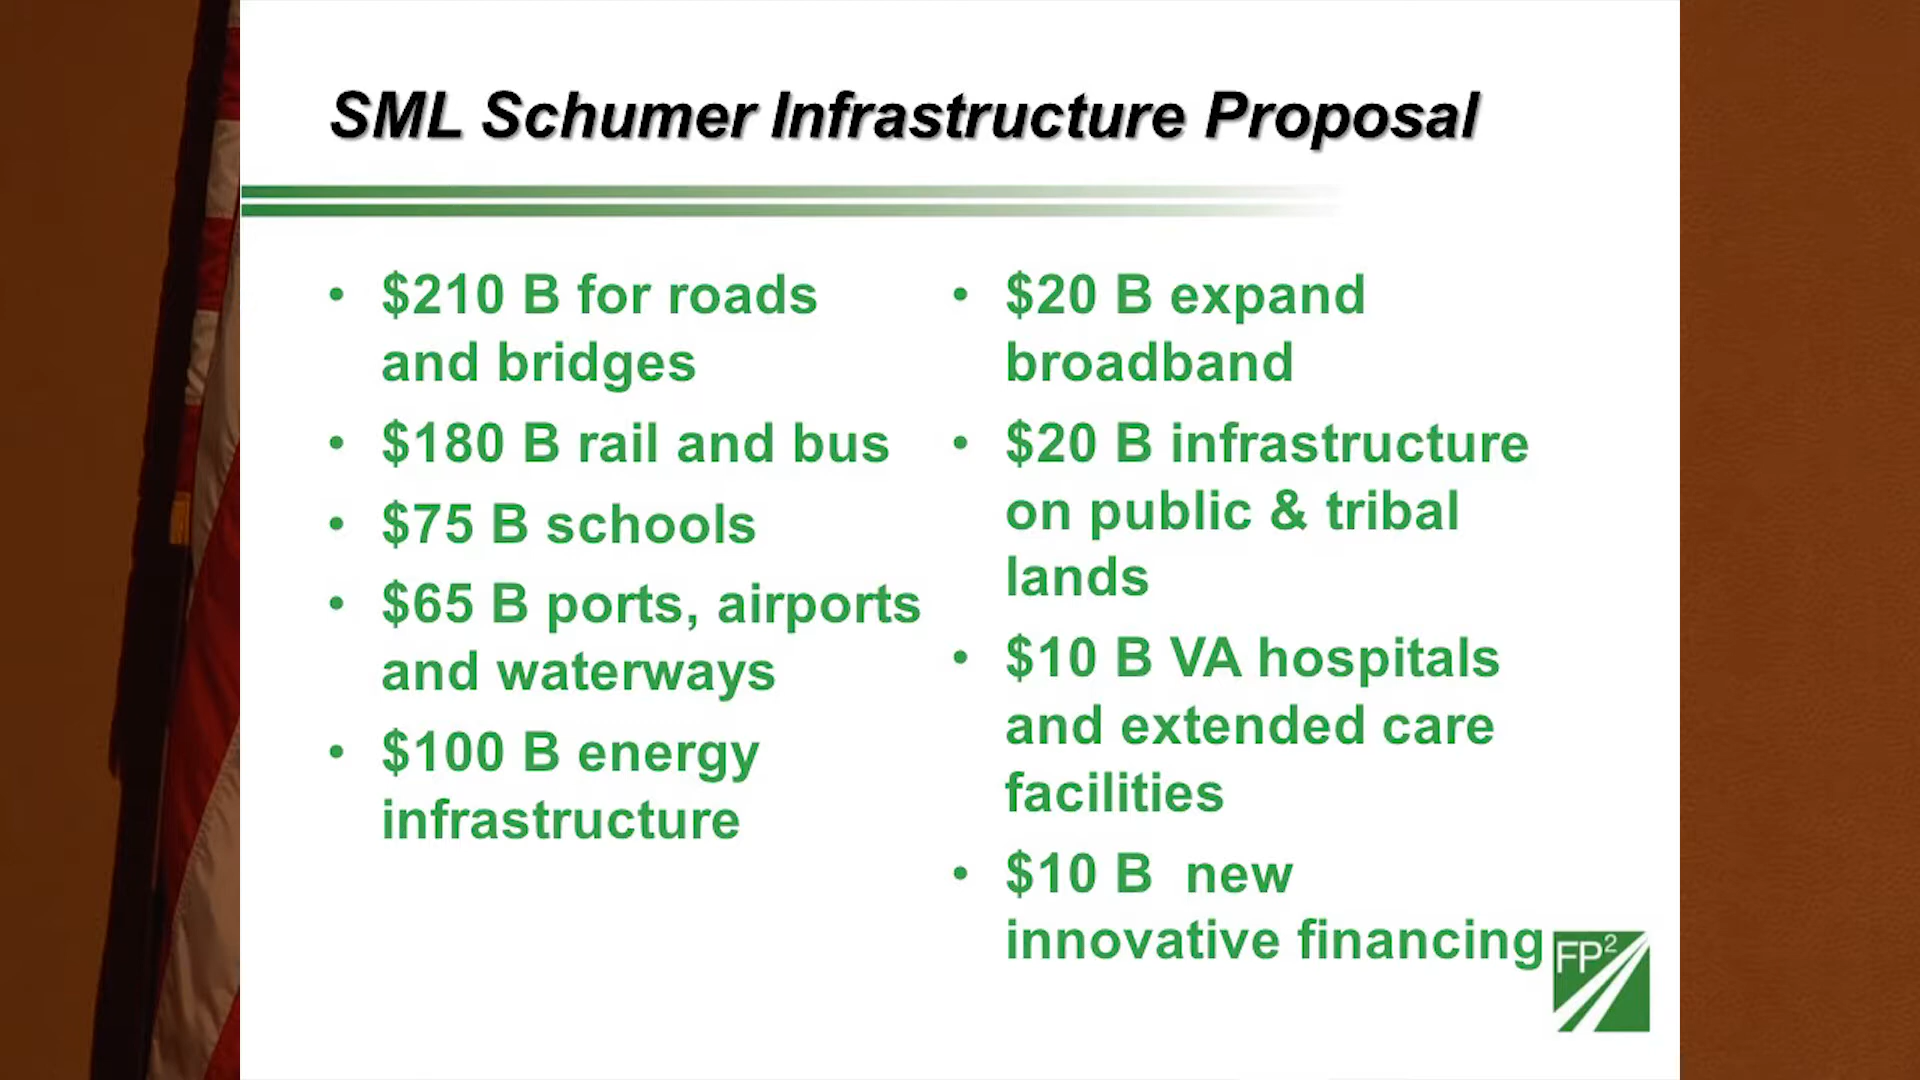 SML Schumer Infrastructure Proposal
• $210 B for roads
and bridges
• $180 B rail and bus
• $75 B schools
• $65 B ports, airports
and waterways
• $100 B energy
infrastructure
• $20 B expand
broadband
• $20 B infrastructure
on public & tribal
lands
• $10 B VA hospitals
and extended care
facilities
• $10 B  new
innovative financing
FP²